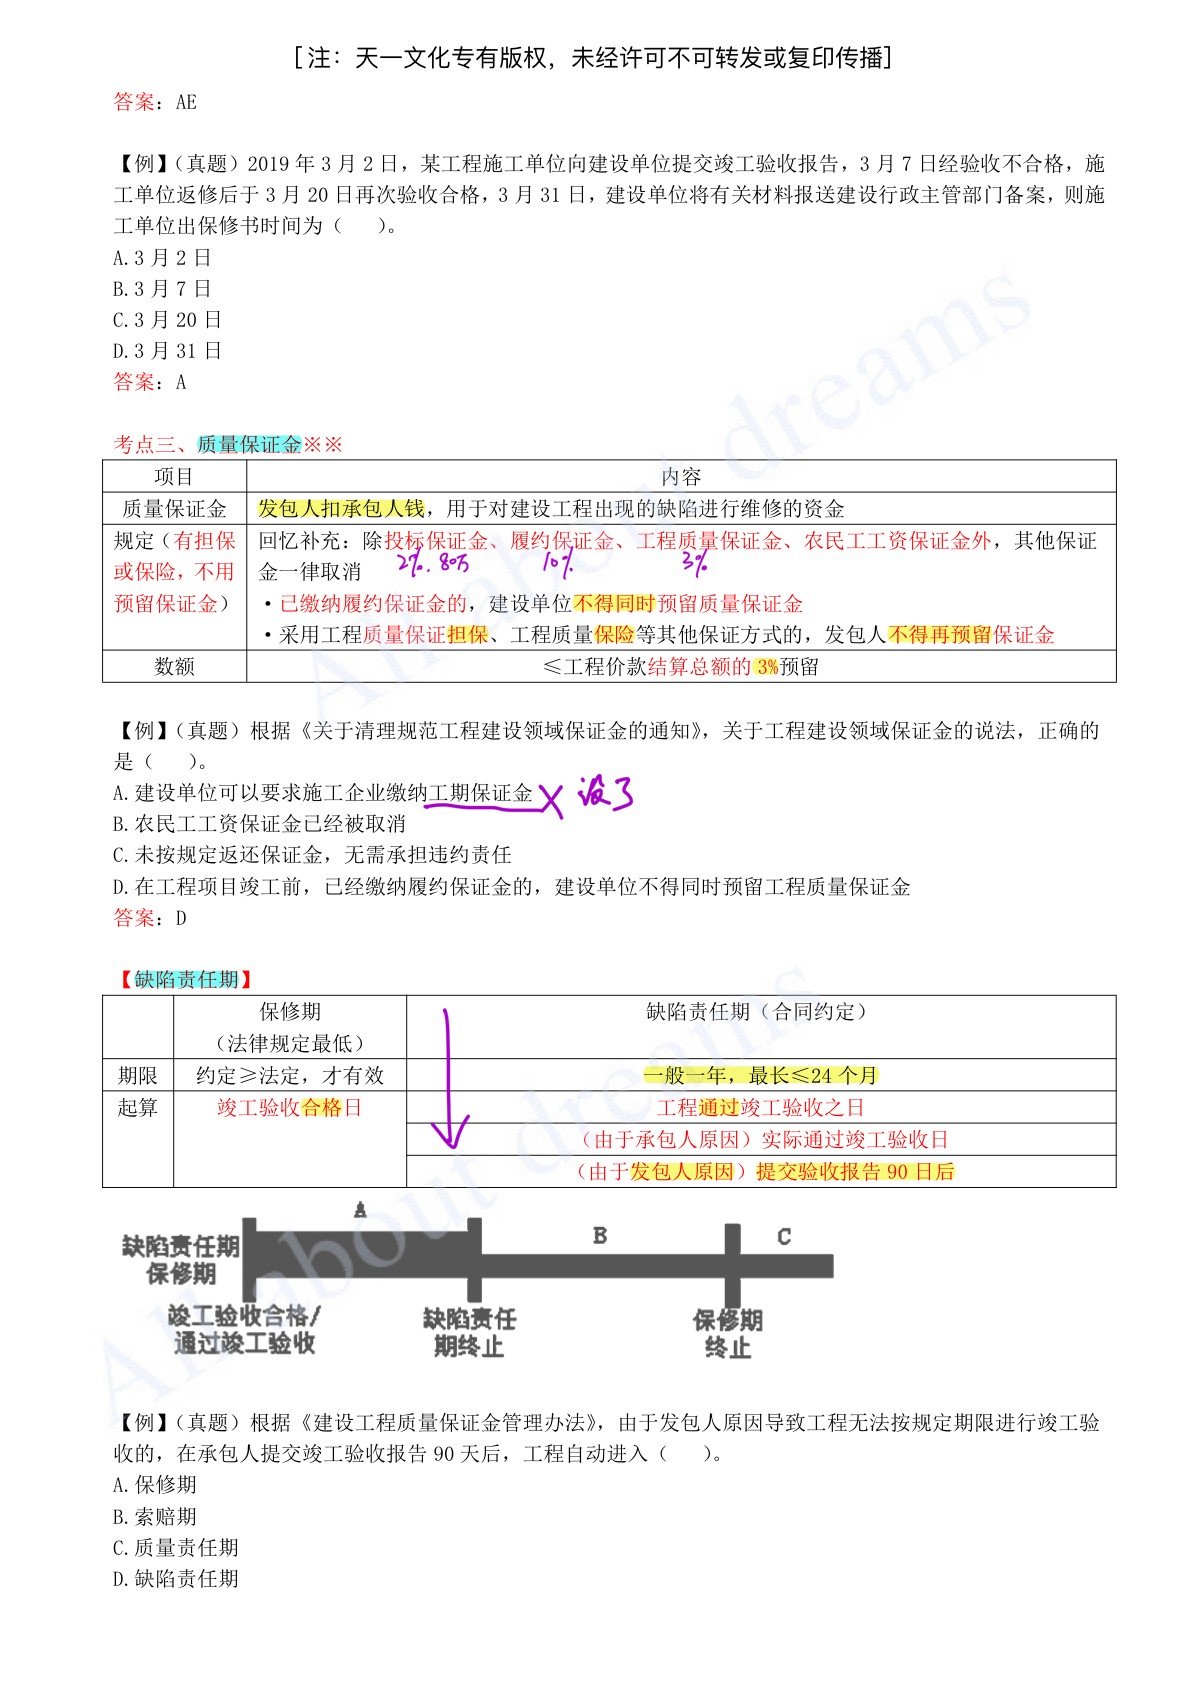 [注：天一文化专有版权，未经许可不可转发或复印传播]
答案：AE
【例】（真题）2019 年 3 月 2 日，某工程施工单位向建设单位提交竣工验收报告，3 月 7 日经验收不合格，施
工单位返修后于 3 月 20 日再次验收合格，3 月 31 日，建设单位将有关材料报送建设行政主管部门备案，则施
工单位出保修书时间为（　　）。
A.3 月 2 日
B.3 月 7 日
C.3 月 20 日
D.3 月 31 日
答案：A
考点三、质量保证金※※
项目 内容
质量保证金 发包人扣承包人钱，用于对建设工程出现的缺陷进行维修的资金
规定（有担保或保险，不用预留保证金） 回忆补充：除投标保证金、履约保证金、工程质量保证金、农民工工资保证金外，其他保证
2%. 80万 10% 3%
金一律取消
·已缴纳履约保证金的，建设单位不得同时预留质量保证金
·采用工程质量保证担保、工程质量保险等其他保证方式的，发包人不得再预留保证金
数额 ≤工程价款结算总额的 3%预留
【例】（真题）根据《关于清理规范工程建设领域保证金的通知》，关于工程建设领域保证金的说法，正确的
是（　　）。
A.建设单位可以要求施工企业缴纳工期保证金 ✗ 没了
B.农民工工资保证金已经被取消
C.未按规定返还保证金，无需承担违约责任
D.在工程项目竣工前，已经缴纳履约保证金的，建设单位不得同时预留工程质量保证金
答案：D
【缺陷责任期】
保修期 缺陷责任期（合同约定）
（法律规定最低）
期限 约定≥法定，才有效 一般一年，最长≤24 个月
起算 竣工验收合格日 工程通过竣工验收之日
（由于承包人原因）实际通过竣工验收日
（由于发包人原因）提交验收报告 90 日后
A
B C
缺陷责任期
保修期
竣工验收合格/ 缺陷责任 保修期
通过竣工验收 期终止 终止
【例】（真题）根据《建设工程质量保证金管理办法》，由于发包人原因导致工程无法按规定期限进行竣工验
收的，在承包人提交竣工验收报告 90 天后，工程自动进入（　　）。
A.保修期
B.索赔期
C.质量责任期
D.缺陷责任期
All about dreams
All about dreams